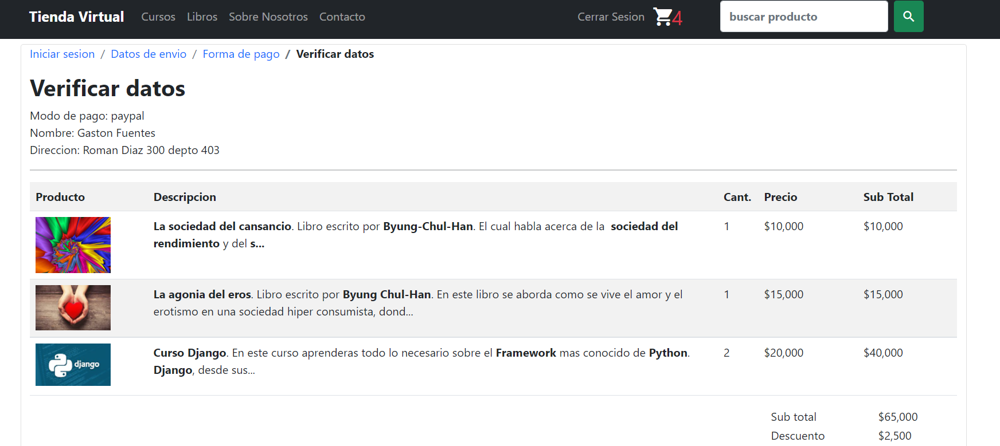 Tienda Virtual Cursos Libros Sobre Nosotros Contacto Cerrar Sesion 4 buscar producto
Iniciar sesion / Datos de envio / Forma de pago / Verificar datos
Verificar datos
Modo de pago: paypal
Nombre: Gaston Fuentes
Direccion: Roman Diaz 300 depto 403
Producto Descripcion Cant. Precio Sub Total
La sociedad del cansancio. Libro escrito por Byung-Chul-Han. El cual habla acerca de la sociedad del 1 $10,000 $10,000
rendimiento y del s...
La agonia del eros. Libro escrito por Byung Chul-Han. En este libro se aborda como se vive el amor y el 1 $15,000 $15,000
erotismo en una sociedad hiper consumista, dond...
django
Curso Django. En este curso aprenderas todo lo necesario sobre el Framework mas conocido de Python. 2 $20,000 $40,000
Django, desde sus...
Sub total $65,000
Descuento $2,500